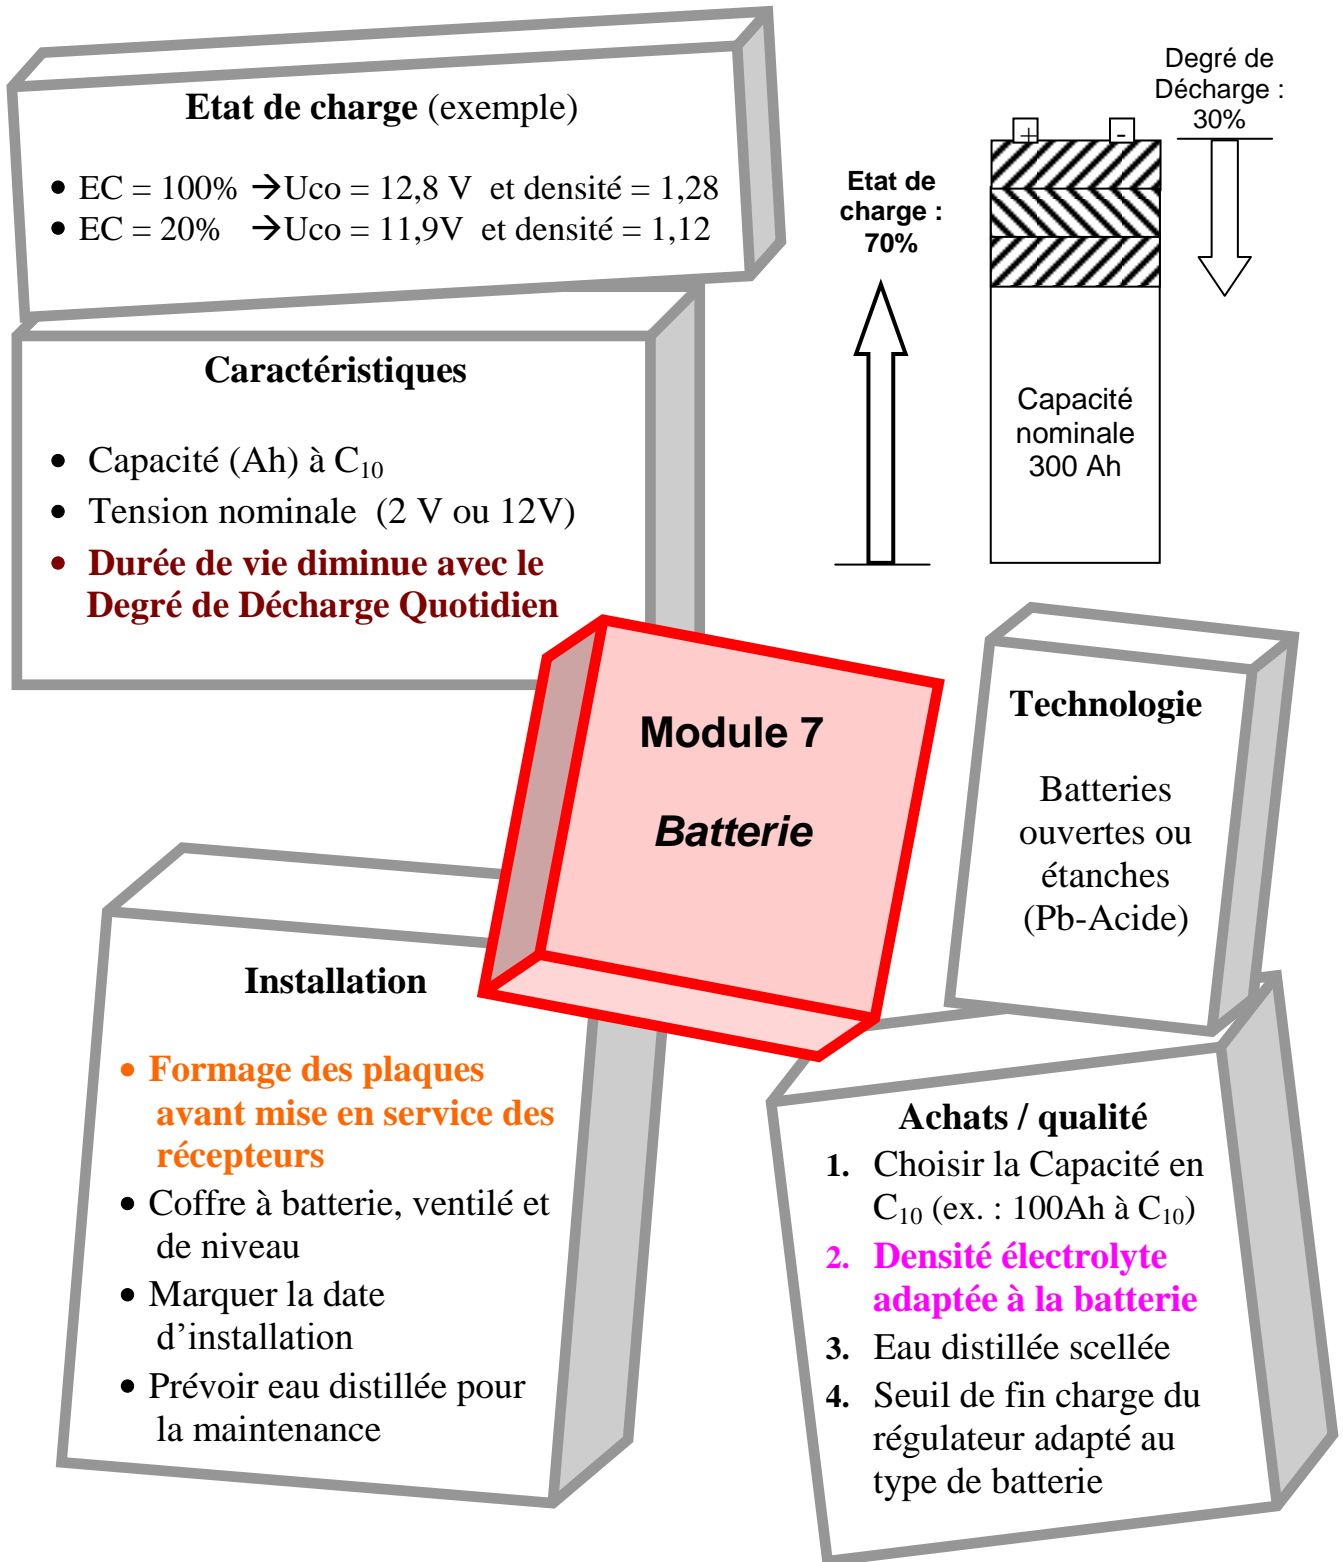 Etat de charge (exemple)
• EC = 100% →Uco = 12,8 V et densité = 1,28
• EC = 20% →Uco = 11,9V et densité = 1,12
Degré de
Décharge :
30%
+ -
Etat de
charge :
70%
Capacité
nominale
300 Ah
Caractéristiques
• Capacité (Ah) à C₁₀
• Tension nominale (2 V ou 12V)
• Durée de vie diminue avec le
Degré de Décharge Quotidien
Module 7
Batterie
Technologie
Batteries
ouvertes ou
étanches
(Pb-Acide)
Installation
• Formage des plaques
avant mise en service des
récepteurs
• Coffre à batterie, ventilé et
de niveau
• Marquer la date
d’installation
• Prévoir eau distillée pour
la maintenance
Achats / qualité
1. Choisir la Capacité en
C₁₀ (ex. : 100Ah à C₁₀)
2. Densité électrolyte
adaptée à la batterie
3. Eau distillée scellée
4. Seuil de fin charge du
régulateur adapté au
type de batterie